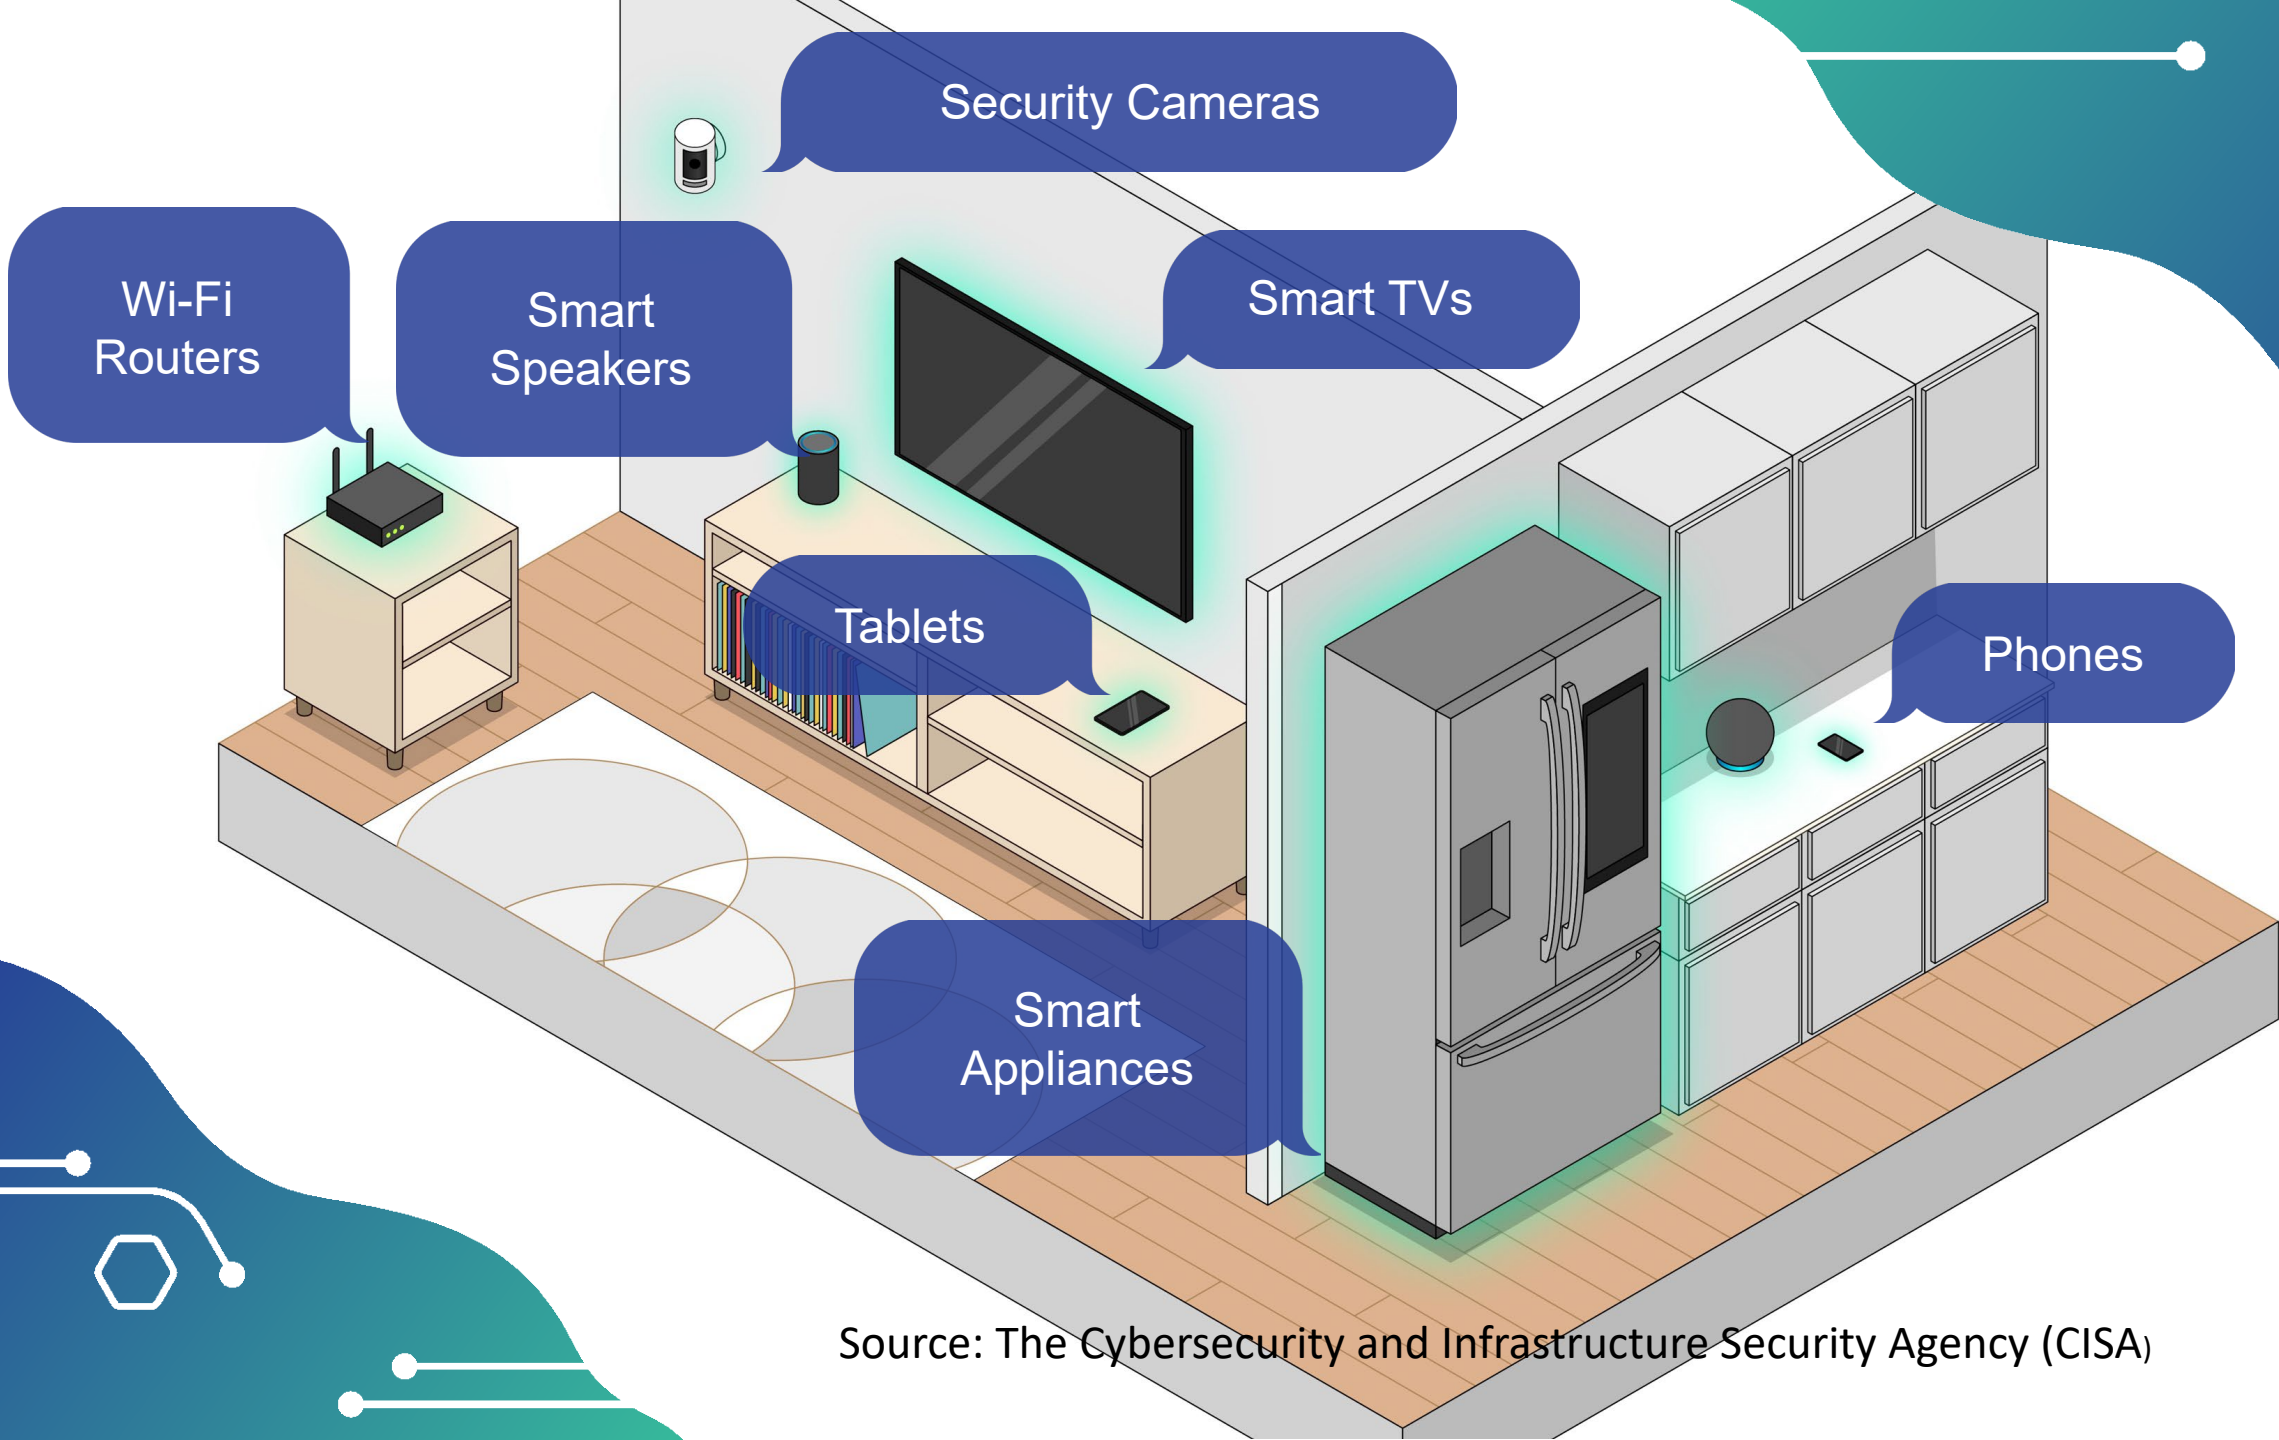 Security Cameras
Wi-Fi
Routers
Smart
Speakers
Smart TVs
Tablets
Phones
Smart
Appliances
Source: The Cybersecurity and Infrastructure Security Agency (CISA)